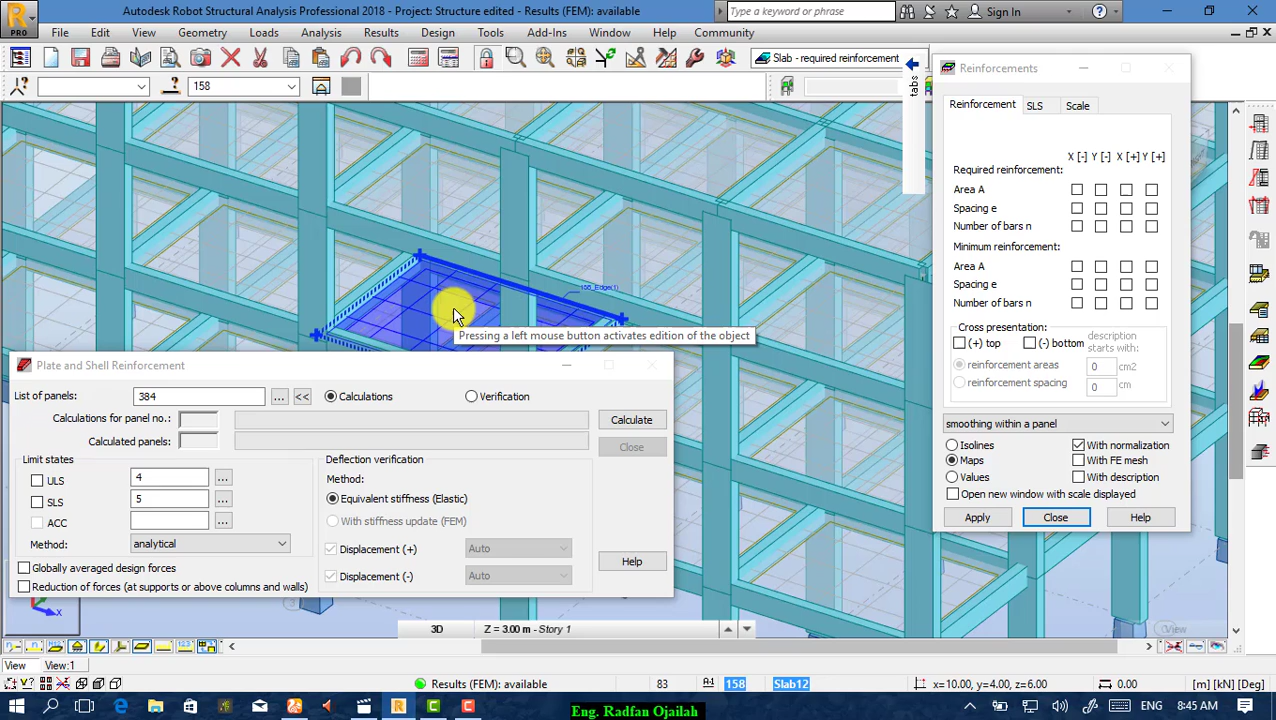 Autodesk Robot Structural Analysis Professional 2018 - Project: Structure edited - Results (FEM): available
Type a keyword or phrase
Sign In
PRO
File Edit View Geometry Loads Analysis Results Design Tools Add-Ins Window Help Community
Slab - required reinforcement
158
tabs
Reinforcements
Reinforcement SLS Scale
X [-] Y [-] X [+] Y [+]
Required reinforcement:
Area A
Spacing e
Number of bars n
Minimum reinforcement:
Area A
Spacing e
Number of bars n
Cross presentation:
description starts with:
(+) top (-) bottom
reinforcement areas 0 cm2
reinforcement spacing 0 cm
smoothing within a panel
Isolines With normalization
Maps With FE mesh
Values With description
Open new window with scale displayed
Apply Close Help
158_Edge(1)
Pressing a left mouse button activates edition of the object
Plate and Shell Reinforcement
List of panels: 384 ... << Calculations Verification
Calculations for panel no.: Calculate
Calculated panels: Close
Limit states
ULS 4 ...
SLS 5 ...
ACC ...
Method: analytical
Globally averaged design forces
Reduction of forces (at supports or above columns and walls)
Deflection verification
Method:
Equivalent stiffness (Elastic)
With stiffness update (FEM)
Displacement (+) Auto
Displacement (-) Auto
Help
x
3D Z = 3.00 m - Story 1
View
View View:1
Results (FEM): available 83 158 Slab12 x=10.00, y=4.00, z=6.00 0.00 [m] [kN] [Deg]
Eng. Radfan Ojailah
ENG 8:45 AM